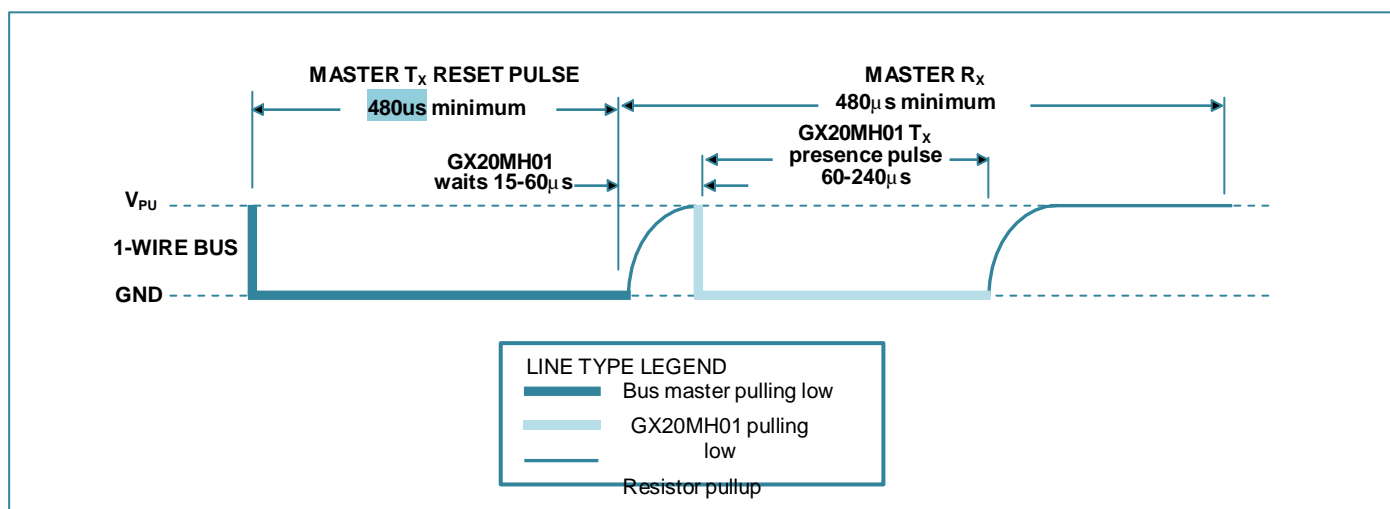 MASTER TX RESET PULSE
480us minimum
MASTER RX
480μs minimum
GX20MH01 TX
presence pulse
60-240μs
GX20MH01
waits 15-60μs
VPU
1-WIRE BUS
GND
LINE TYPE LEGEND
Bus master pulling low
GX20MH01 pulling
low
Resistor pullup